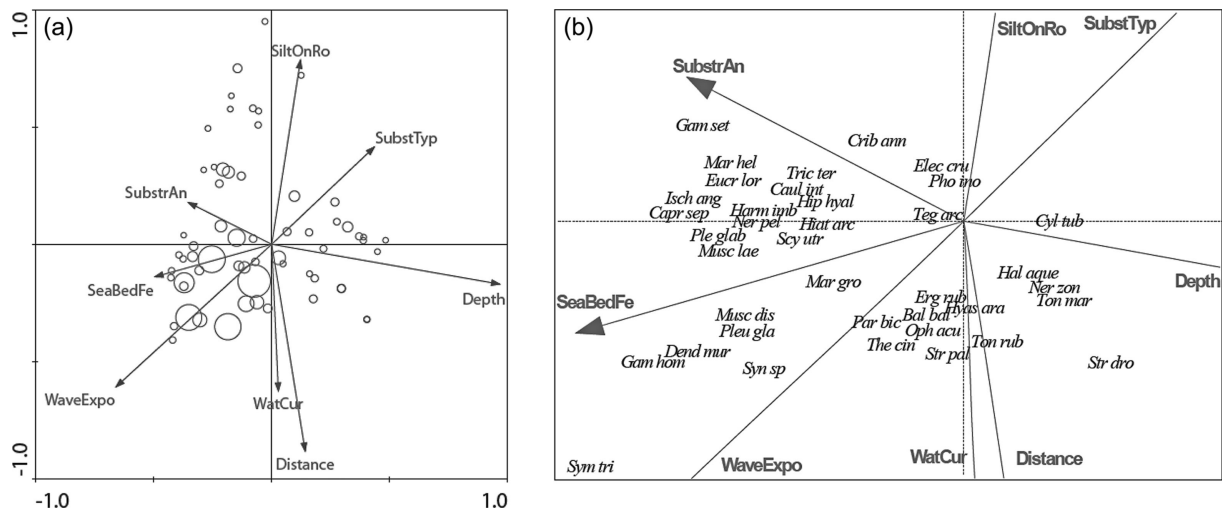 (a)
1.0
SiltOnRo
SubstTyp
SubstrAn
SeaBedFe
Depth
WaveExpo
WatCur
Distance
-1.0
-1.0
1.0
(b)
SiltOnRo
SubstTyp
SubstrAn
Gam set
Crib ann
Mar hel
Elec cru
Eucr lor
Tric ter
Pho ino
Caul int
Isch ang
Hip hyal
Capr sep
Harm imb
Teg arc
Ner pel
Hiat arc
Cyl tub
Ple glab
Scy utr
Musc lae
Hal aque
Depth
Mar gro
Ner zon
SeaBedFe
Erg rub
Ton mar
Hyas ara
Musc dis
Bal bal
Par bic
Pleu gla
Oph acu
The cin
Ton rub
Dend mur
Str pal
Gam hom
Syn sp
Str dro
Sym tri
WaveExpo
WatCur
Distance